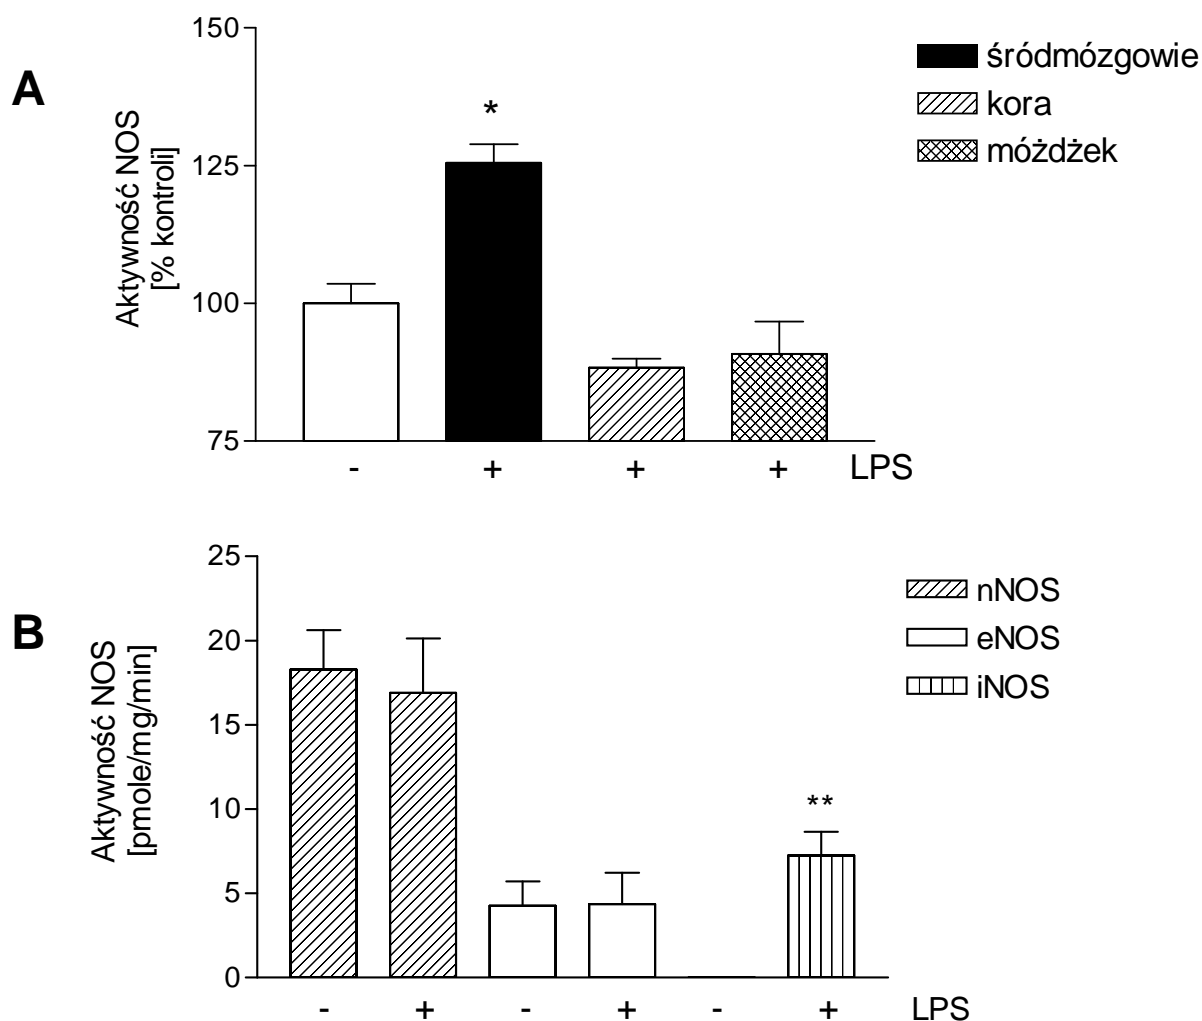 A
Aktywność NOS
[% kontroli]
150
125
100
75
*
- + + + LPS
śródmózgowie
kora
móżdżek
B
Aktywność NOS
[pmole/mg/min]
25
20
15
10
5
0
**
- + - + - + LPS
nNOS
eNOS
iNOS